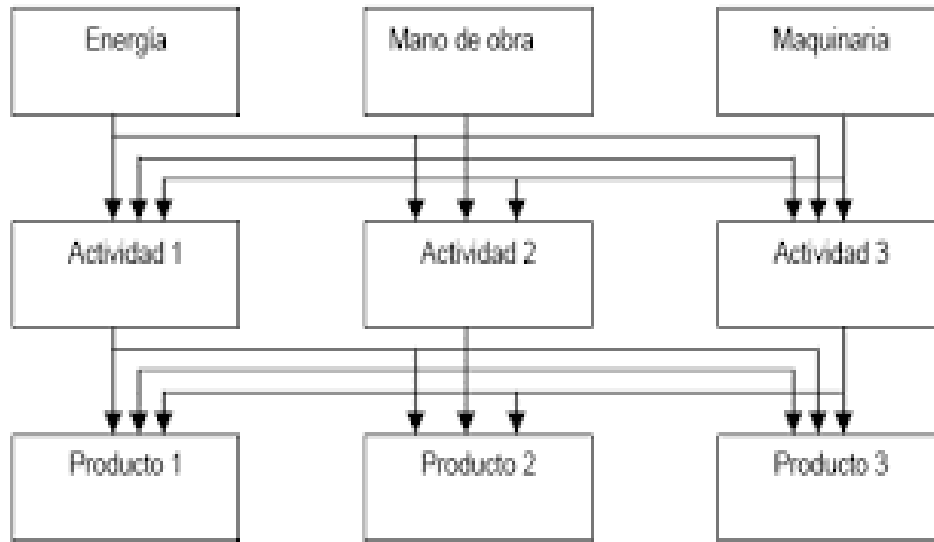 Energía
Mano de obra
Maquinaria
Actividad 1
Actividad 2
Actividad 3
Producto 1
Producto 2
Producto 3